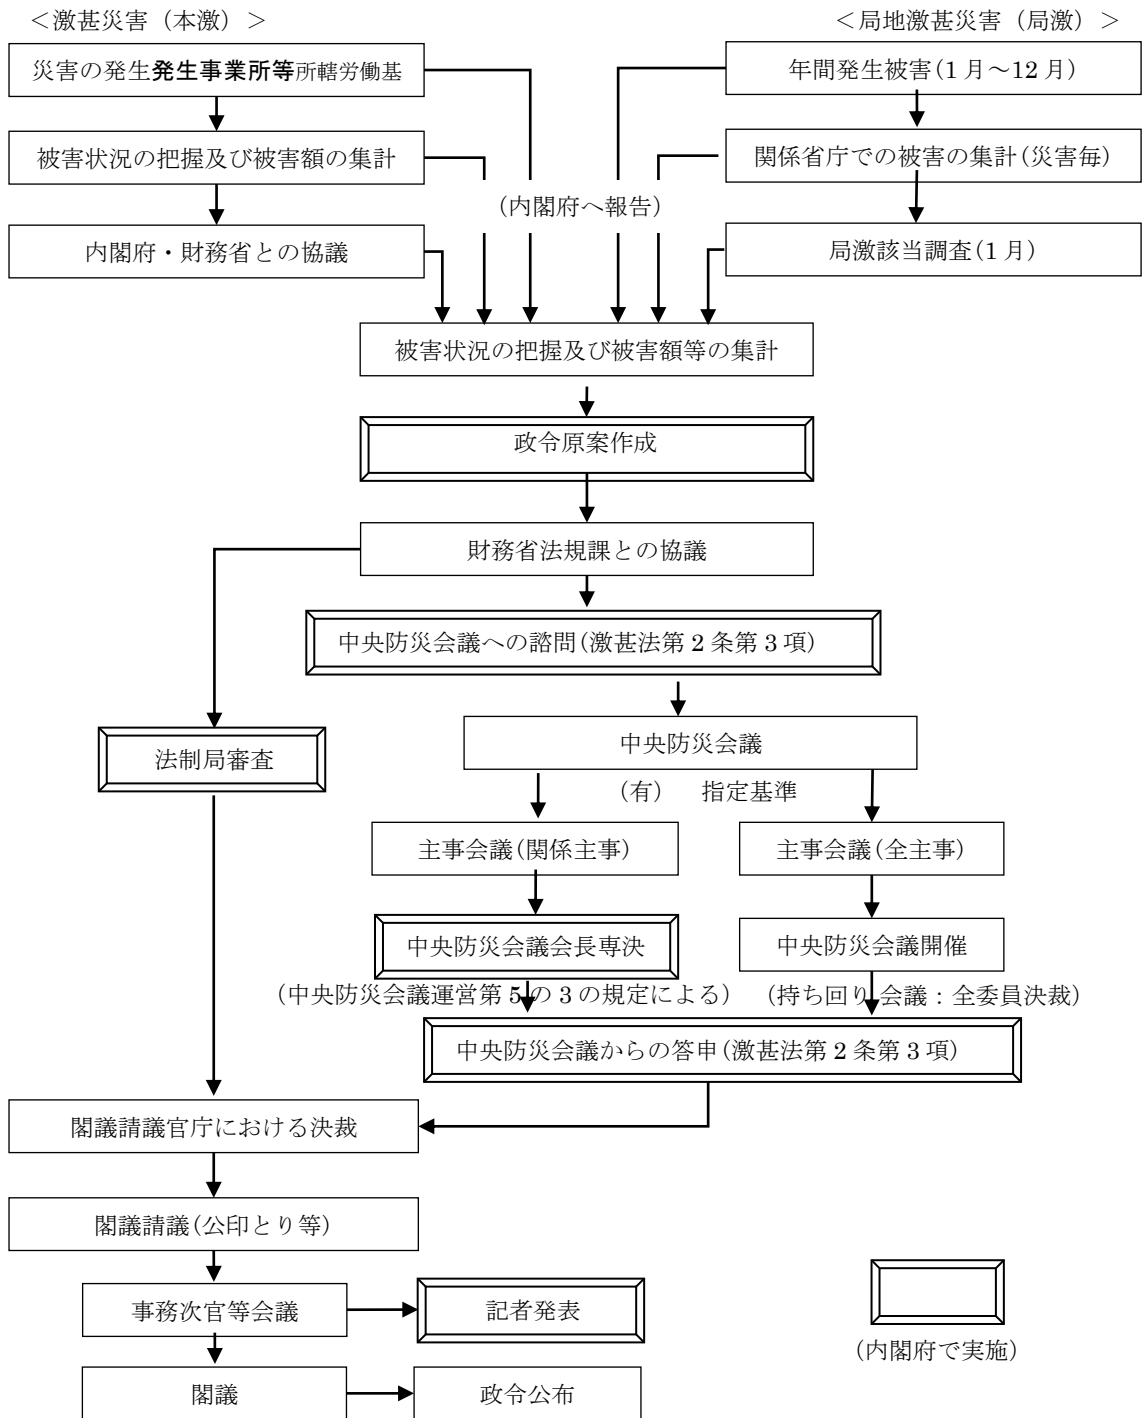 ＜激甚災害（本激）＞
＜局地激甚災害（局激）＞
災害の発生発生事業所等所轄労働基
年間発生被害(1月～12月)
被害状況の把握及び被害額の集計
関係省庁での被害の集計(災害毎)
（内閣府へ報告）
内閣府・財務省との協議
局激該当調査(1月)
被害状況の把握及び被害額等の集計
政令原案作成
財務省法規課との協議
中央防災会議への諮問(激甚法第2条第3項)
中央防災会議
法制局審査
（有）　指定基準
主事会議(関係主事)
主事会議(全主事)
中央防災会議会長専決
中央防災会議開催
（中央防災会議運営第5の3の規定による）
（持ち回り会議：全委員決裁）
中央防災会議からの答申(激甚法第2条第3項)
閣議請議官庁における決裁
閣議請議(公印とり等)
事務次官等会議
記者発表
（内閣府で実施）
閣議
政令公布